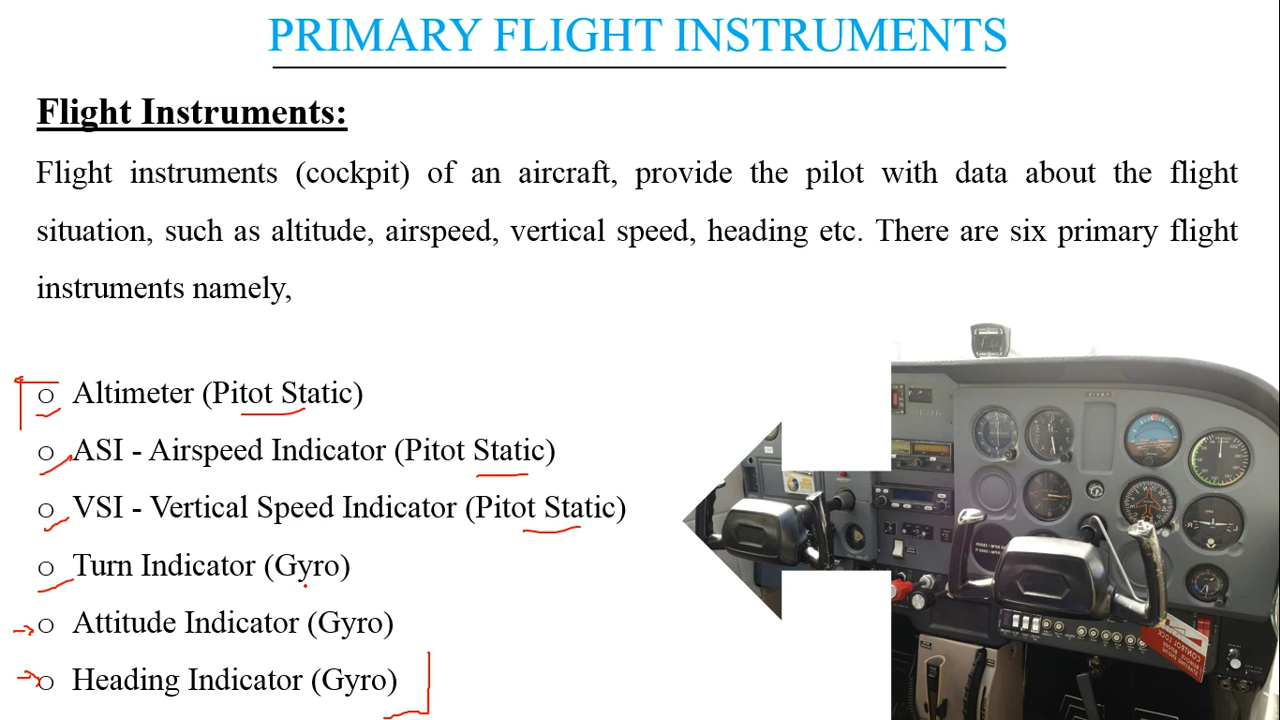 PRIMARY FLIGHT INSTRUMENTS
Flight Instruments:
Flight instruments (cockpit) of an aircraft, provide the pilot with data about the flight
situation, such as altitude, airspeed, vertical speed, heading etc. There are six primary flight
instruments namely,
o Altimeter (Pitot Static)
o ASI - Airspeed Indicator (Pitot Static)
o VSI - Vertical Speed Indicator (Pitot Static)
o Turn Indicator (Gyro)
o Attitude Indicator (Gyro)
o Heading Indicator (Gyro)
CONTROL LOCK